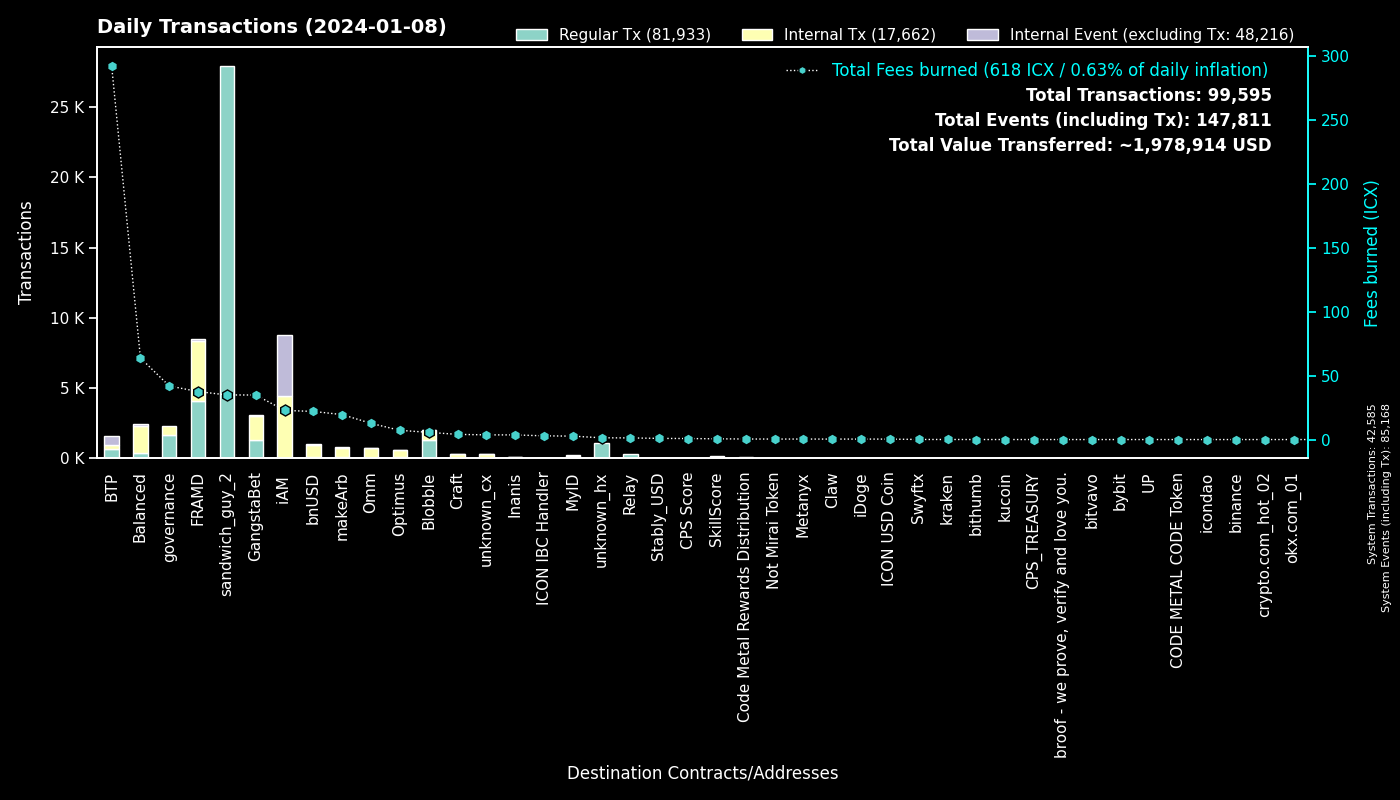 Daily Transactions (2024-01-08)
Regular Tx (81,933)
Internal Tx (17,662)
Internal Event (excluding Tx: 48,216)
Total Fees burned (618 ICX / 0.63% of daily inflation)
Total Transactions: 99,595
Total Events (including Tx): 147,811
Total Value Transferred: ~1,978,914 USD
Transactions
25 K
20 K
15 K
10 K
5 K
0 K
300
250
200
150
100
50
0
Fees burned (ICX)
System Transactions: 42,585
System Events (including Tx): 85,168
BTP
Balanced
governance
FRAMD
sandwich_guy_2
GangstaBet
iAM
bnUSD
makeArb
Omm
Optimus
Blobble
Craft
unknown_cx
Inanis
ICON IBC Handler
MyID
unknown_hx
Relay
Stably_USD
CPS Score
SkillScore
Code Metal Rewards Distribution
Not Mirai Token
Metanyx
Claw
iDoge
ICON USD Coin
Swyftx
kraken
bithumb
kucoin
CPS_TREASURY
broof - we prove, verify and love you.
bitvavo
bybit
UP
CODE METAL CODE Token
icondao
binance
crypto.com_hot_02
okx.com_01
Destination Contracts/Addresses